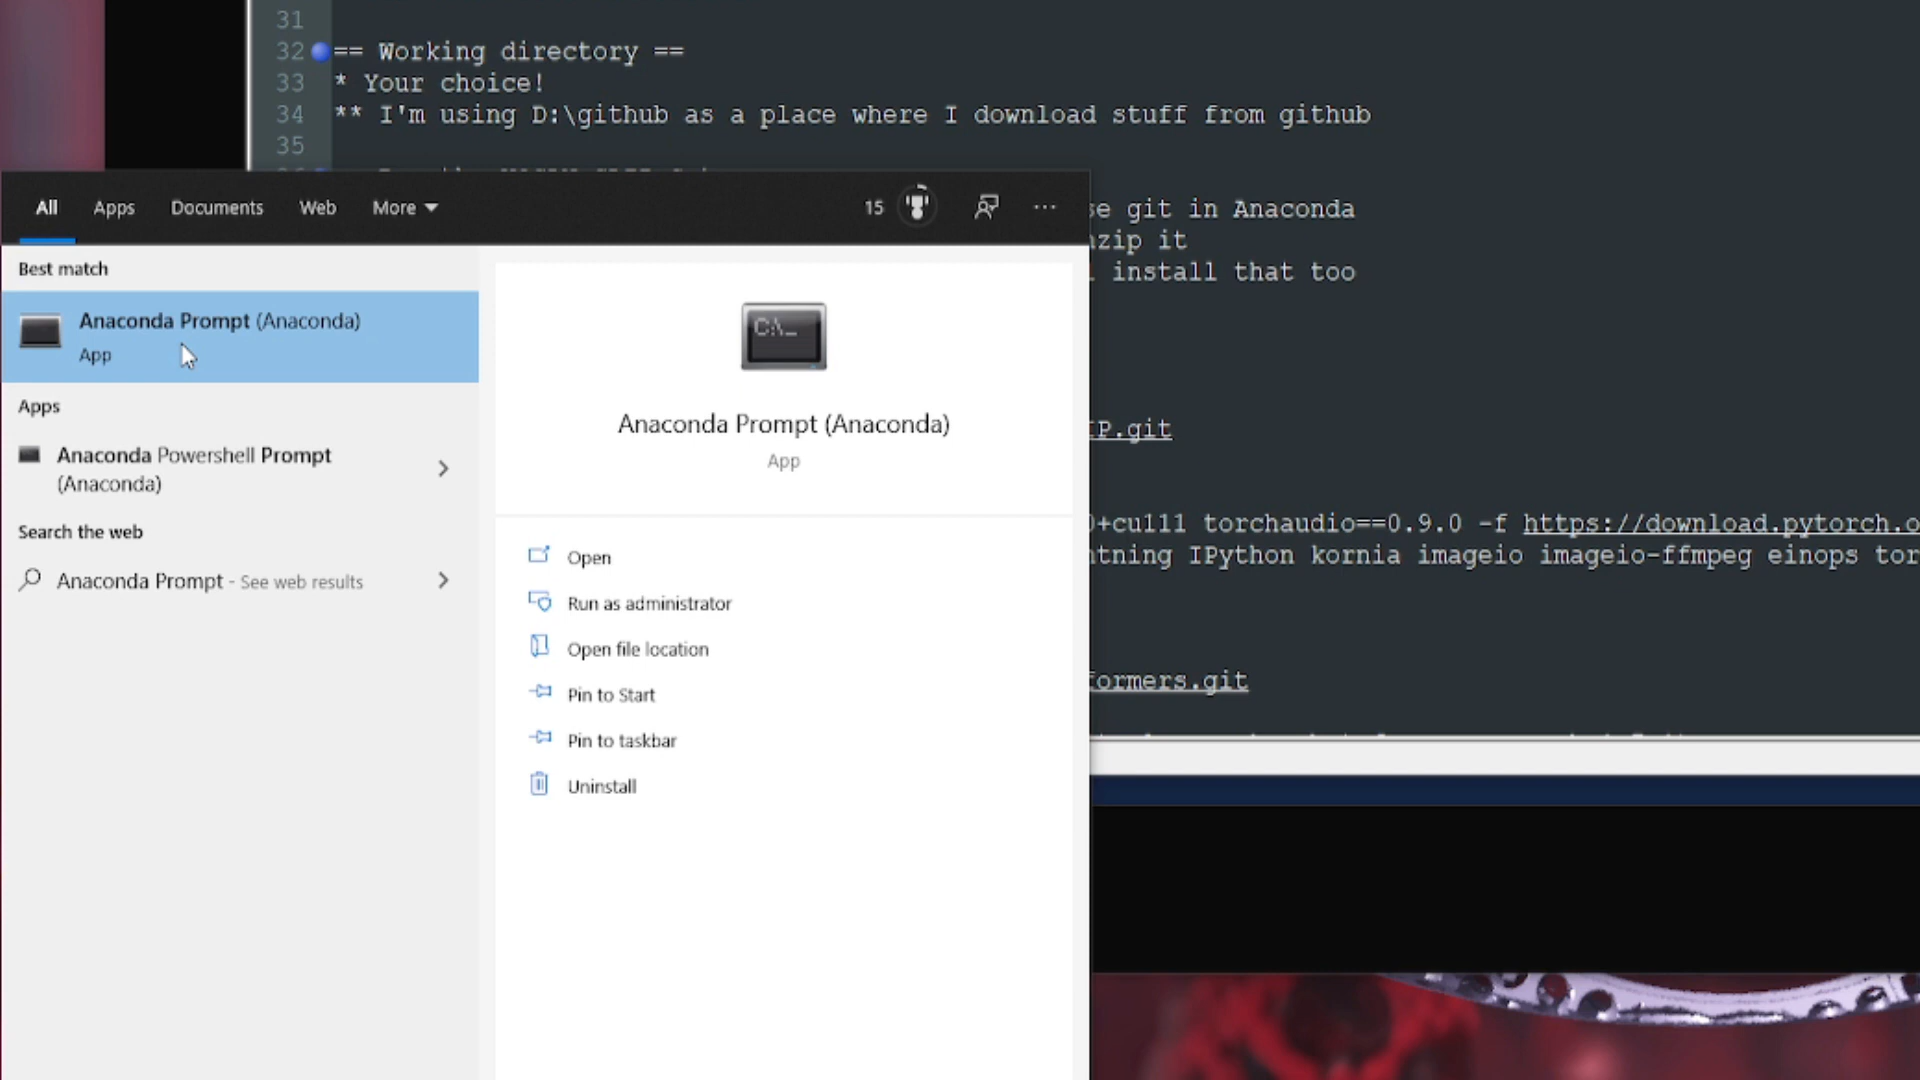 31
32 == Working directory ==
33 * Your choice!
34 ** I'm using D:\github as a place where I download stuff from github
35
All Apps Documents Web More 15 ...
se git in Anaconda
nzip it
install that too
Best match
Anaconda Prompt (Anaconda)
App
Apps
Anaconda Powershell Prompt
(Anaconda)
Search the web
Anaconda Prompt - See web results
C:\_
Anaconda Prompt (Anaconda)
App
Open
Run as administrator
Open file location
Pin to Start
Pin to taskbar
Uninstall
IP.git
0+cu111 torchaudio==0.9.0 -f https://download.pytorch.o
htning IPython kornia imageio imageio-ffmpeg einops tor
formers.git